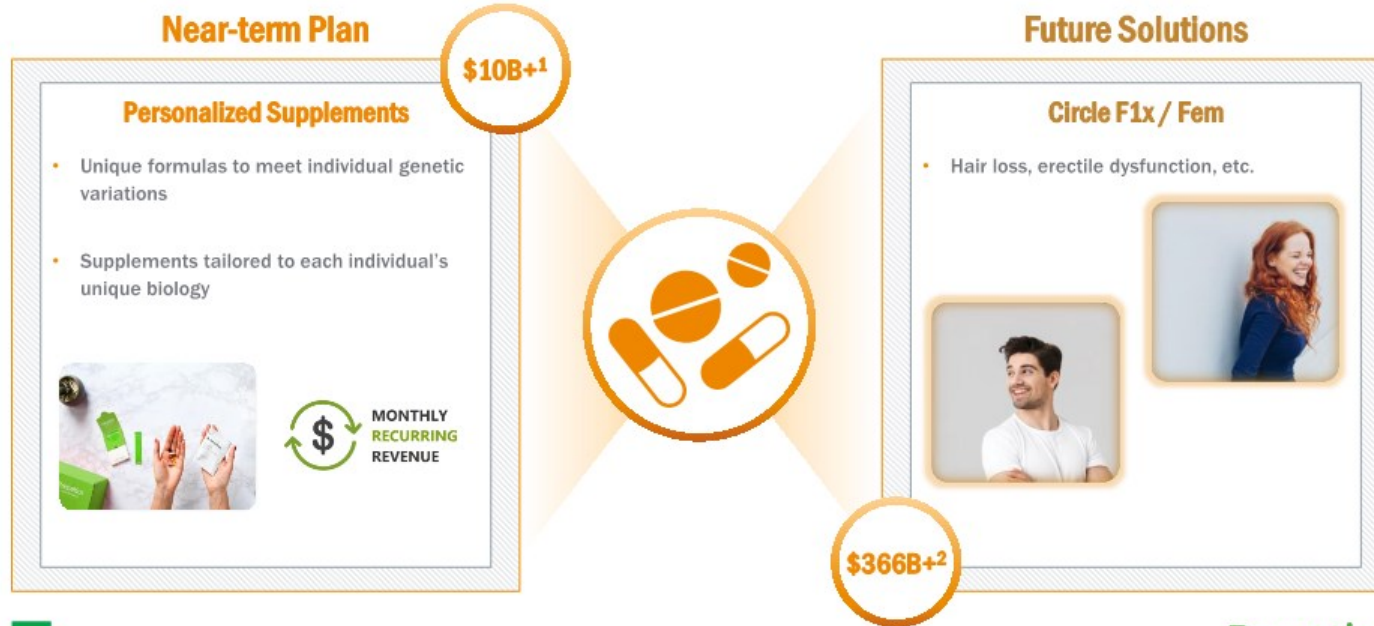 Near-term Plan
$10B+1
Personalized Supplements
• Unique formulas to meet individual genetic
variations
• Supplements tailored to each individual's
unique biology
$
MONTHLY
RECURRING
REVENUE
Future Solutions
Circle F1x / Fem
• Hair loss, erectile dysfunction, etc.
$366B+2